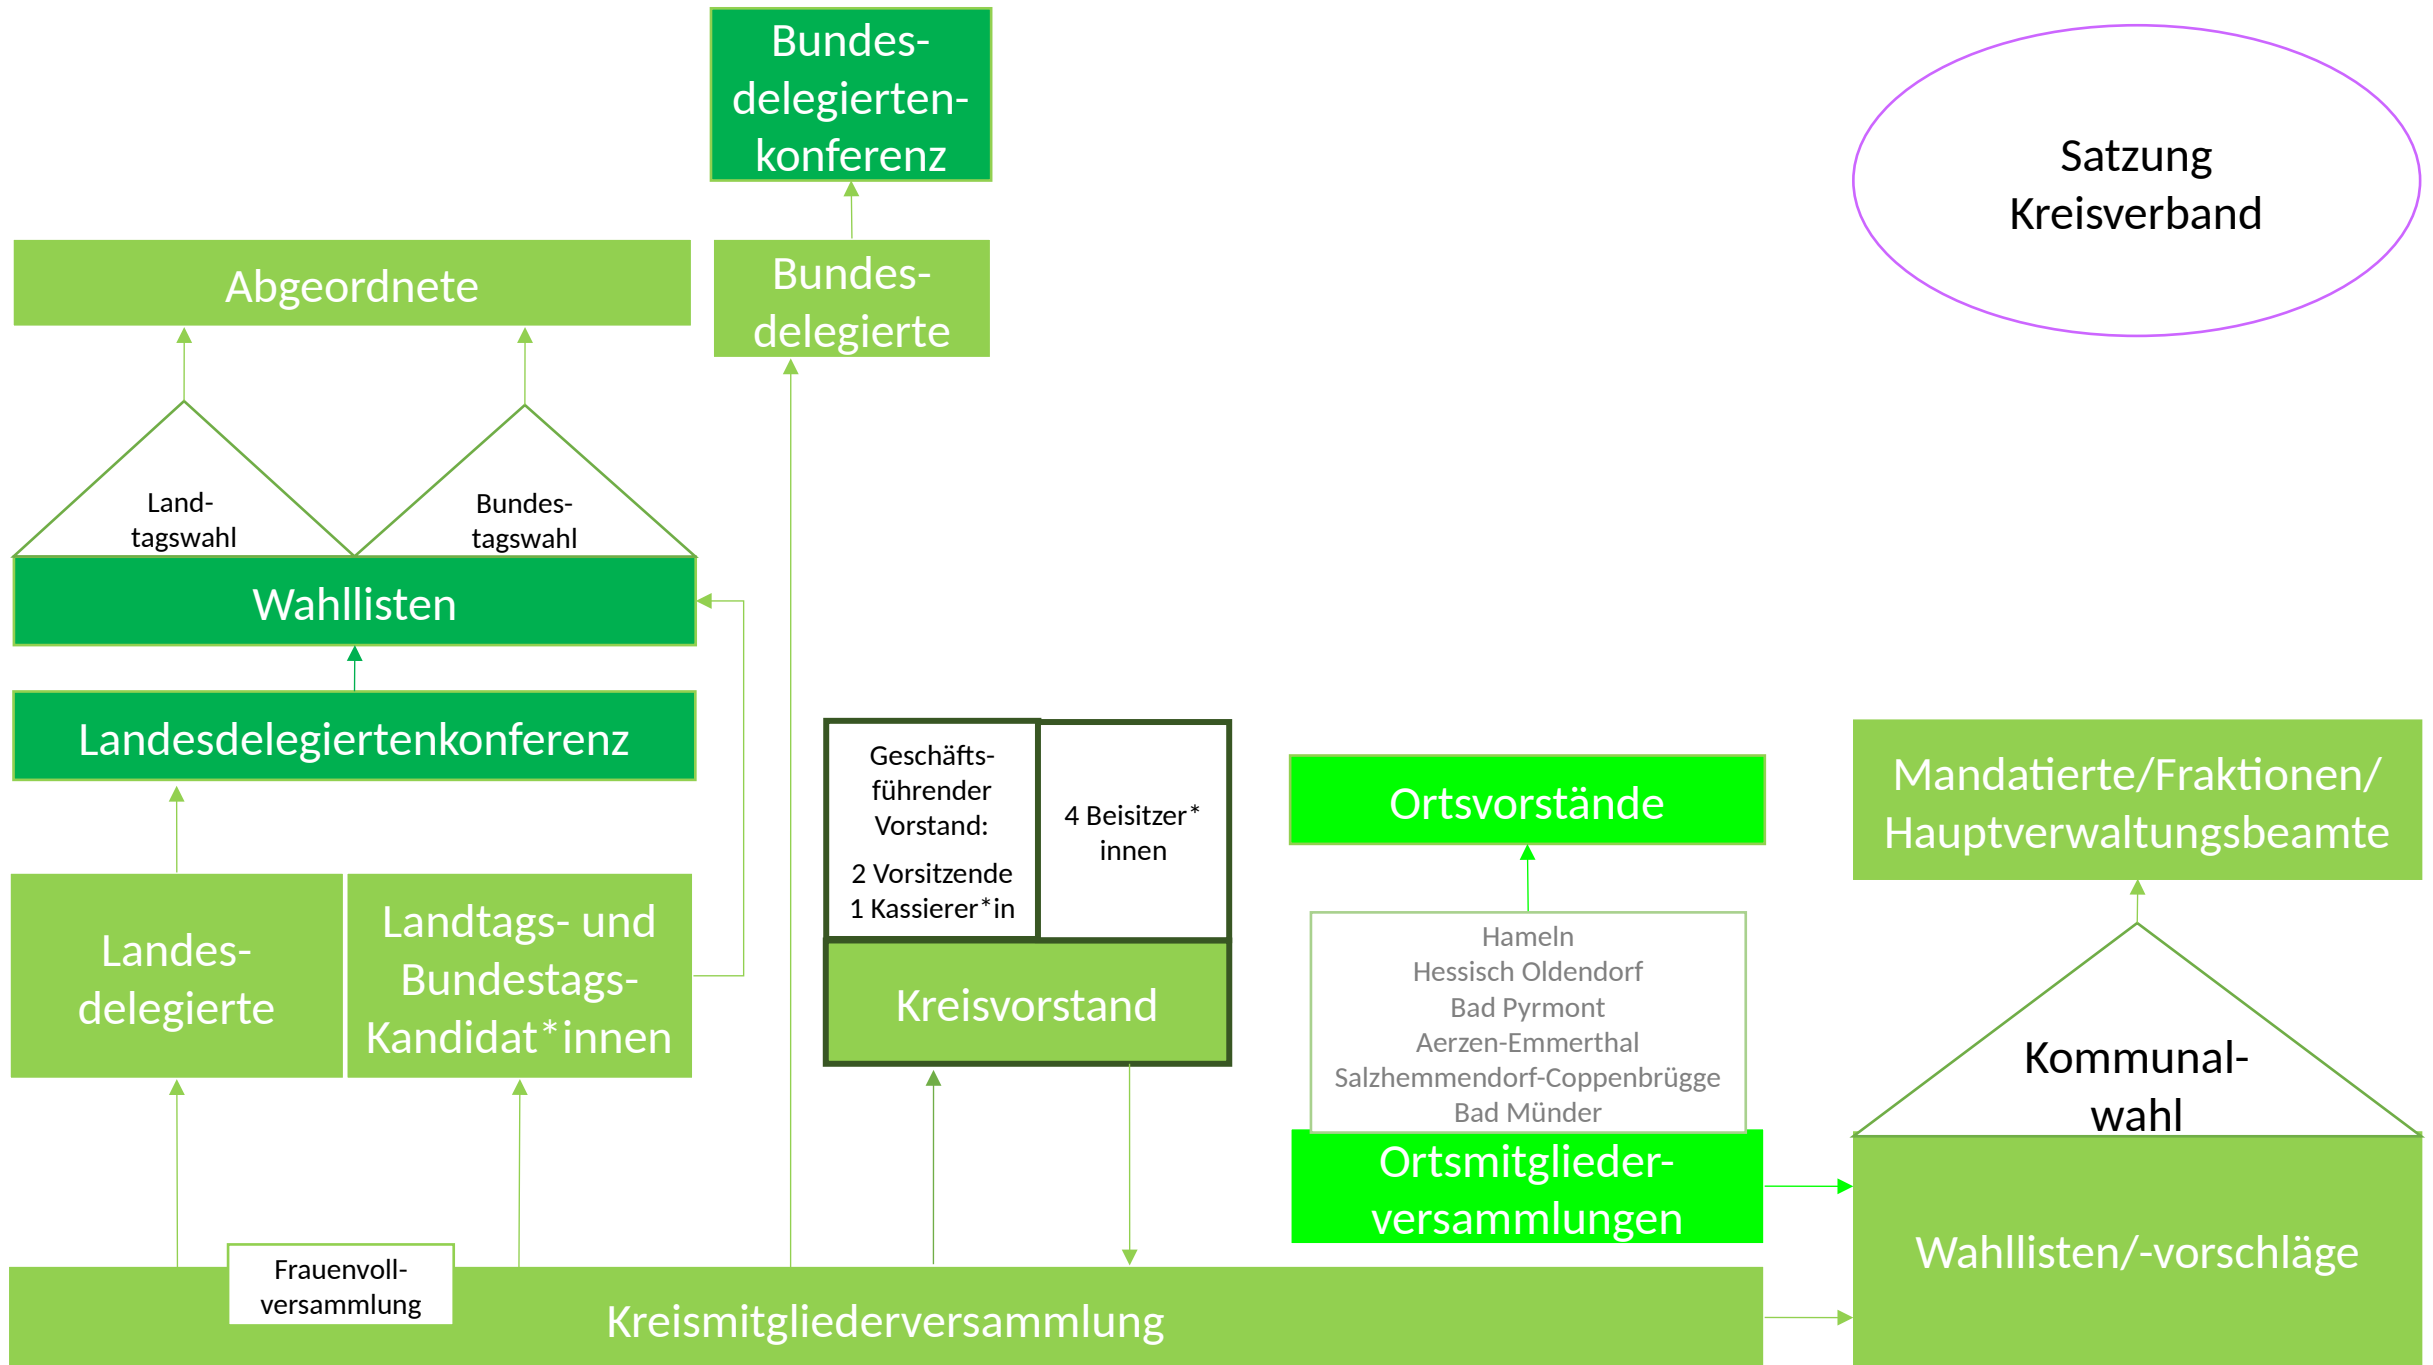 Bundes-
delegierten-
konferenz
Satzung
Kreisverband
Abgeordnete
Bundes-
delegierte
Land-
tagswahl
Bundes-
tagswahl
Wahllisten
Landesdelegiertenkonferenz
Landes-
delegierte
Landtags- und
Bundestags-
Kandidat*innen
Geschäfts-
führender
Vorstand:
2 Vorsitzende
1 Kassierer*in
4 Beisitzer*
innen
Kreisvorstand
Ortsvorstände
Hameln
Hessisch Oldendorf
Bad Pyrmont
Aerzen-Emmerthal
Salzhemmendorf-Coppenbrügge
Bad Münder
Ortsmitglieder-
versammlungen
Mandatierte/Fraktionen/
Hauptverwaltungsbeamte
Kommunal-
wahl
Wahllisten/-vorschläge
Frauenvoll-
versammlung
Kreismitgliederversammlung